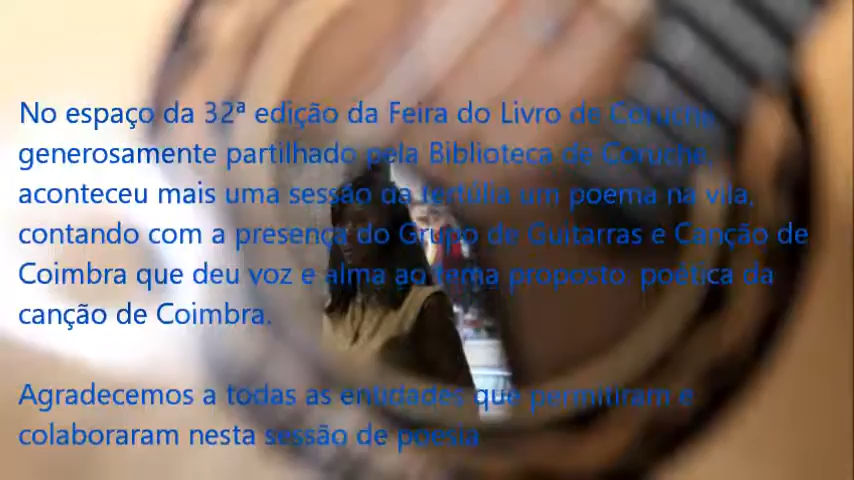 No espaço da 32ª edição da Feira do Livro de Coruche,
generosamente partilhado pela Biblioteca de Coruche,
aconteceu mais uma sessão da tertúlia um poema na vila,
contando com a presença do Grupo de Guitarras e Canção de
Coimbra que deu voz e alma ao tema proposto, poética da
canção de Coimbra.
Agradecemos a todas as entidades que permitiram e
colaboraram nesta sessão de poesia